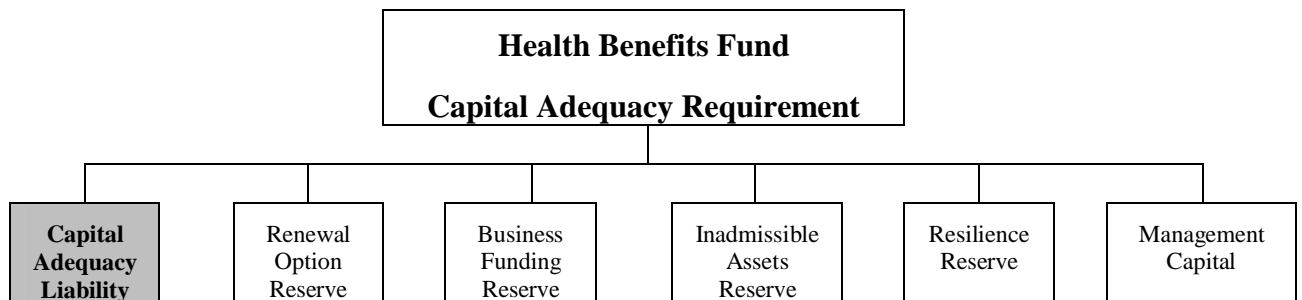 Health Benefits Fund
Capital Adequacy Requirement
Capital
Adequacy
Liability
Renewal
Option
Reserve
Business
Funding
Reserve
Inadmissible
Assets
Reserve
Resilience
Reserve
Management
Capital